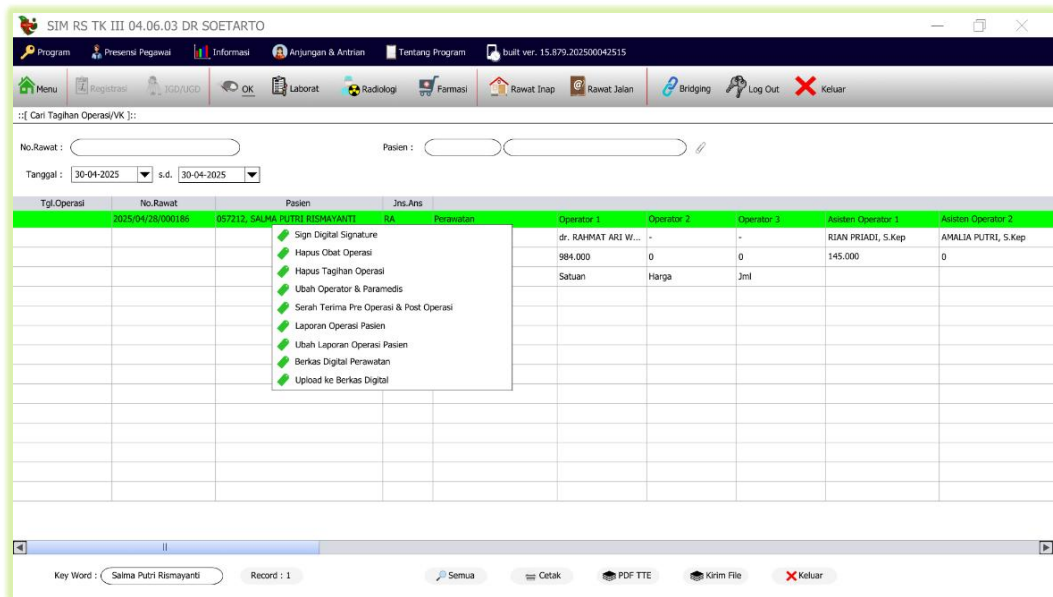 SIM RS TK III 04.06.03 DR SOETARTO
Program Presensi Pegawai Informasi Anjungan & Antrian Tentang Program built ver. 15.879.202500042515
Menu Registrasi IGD/UGD OK Laborat Radiologi Farmasi Rawat Inap Rawat Jalan Bridging Log Out Keluar
::[ Cari Tagihan Operasi/VK ]::
No.Rawat : Pasien :
Tanggal : 30-04-2025 s.d. 30-04-2025
Tgl.Operasi No.Rawat Pasien Jns.Ans
2025/04/28/000186 057212, SALMA PUTRI RISMAYANTI RA Perawatan Operator 1 Operator 2 Operator 3 Asisten Operator 1 Asisten Operator 2
dr. RAHMAT ARI W... - - RIAN PRIADI, S.Kep AMALIA PUTRI, S.Kep
984.000 0 0 145.000 0
Satuan Harga Jml
Sign Digital Signature
Hapus Obat Operasi
Hapus Tagihan Operasi
Ubah Operator & Paramedis
Serah Terima Pre Operasi & Post Operasi
Laporan Operasi Pasien
Ubah Laporan Operasi Pasien
Berkas Digital Perawatan
Upload ke Berkas Digital
Key Word : Salma Putri Rismayanti Record : 1 Semua Cetak PDF TTE Kirim File Keluar